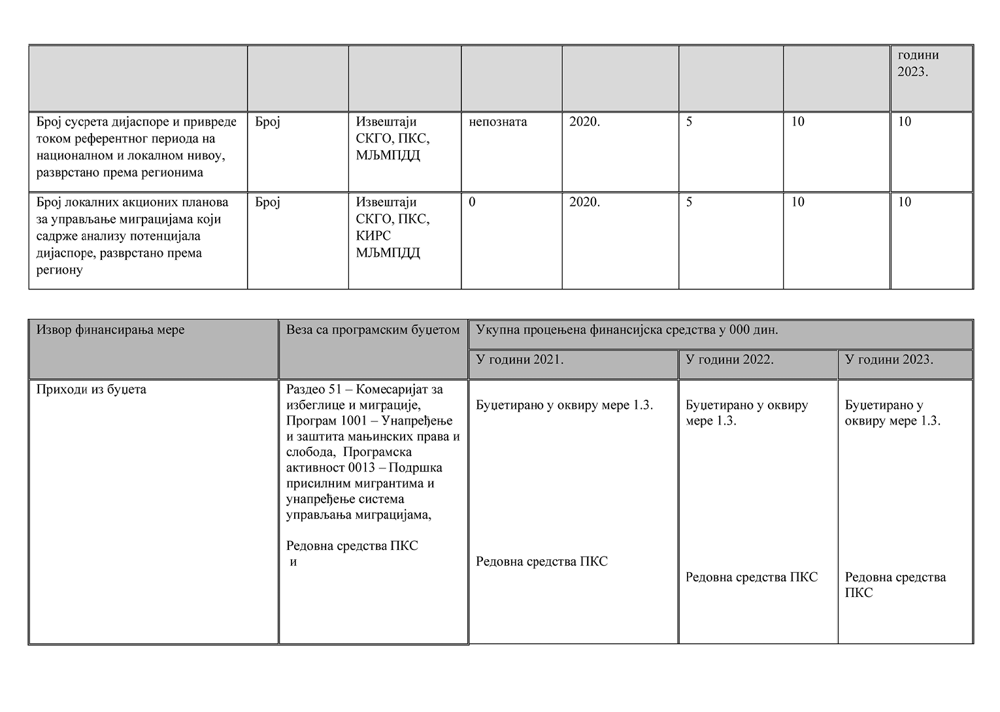 години
2023.
Број сусрета дијаспоре и привреде
током референтног периода на
националном и локалном нивоу,
разврстано према регионима
Број
Извештаји
СКГО, ПКС,
МЉМПДД
непозната
2020.
5
10
10
Број локалних акционих планова
за управљање миграцијама који
садрже анализу потенцијала
дијаспоре, разврстано према
региону
Број
Извештаји
СКГО, ПКС,
КИРС
МЉМПДД
0
2020.
5
10
10
Извор финансирања мере
Веза са програмским буџетом
Укупна процењена финансијска средства у 000 дин.
У години 2021.
У години 2022.
У години 2023.
Приходи из буџета
Раздео 51 – Комесаријат за
избеглице и миграције,
Програм 1001 – Унапређење
и заштита мањинских права и
слобода,  Програмска
активност 0013 – Подршка
присилним мигрантима и
унапређење система
управљања миграцијама,
Редовна средства ПКС
и
Буџетирано у оквиру мере 1.3.
Редовна средства ПКС
Буџетирано у оквиру
мере 1.3.
Редовна средства ПКС
Буџетирано у
оквиру мере 1.3.
Редовна средства
ПКС